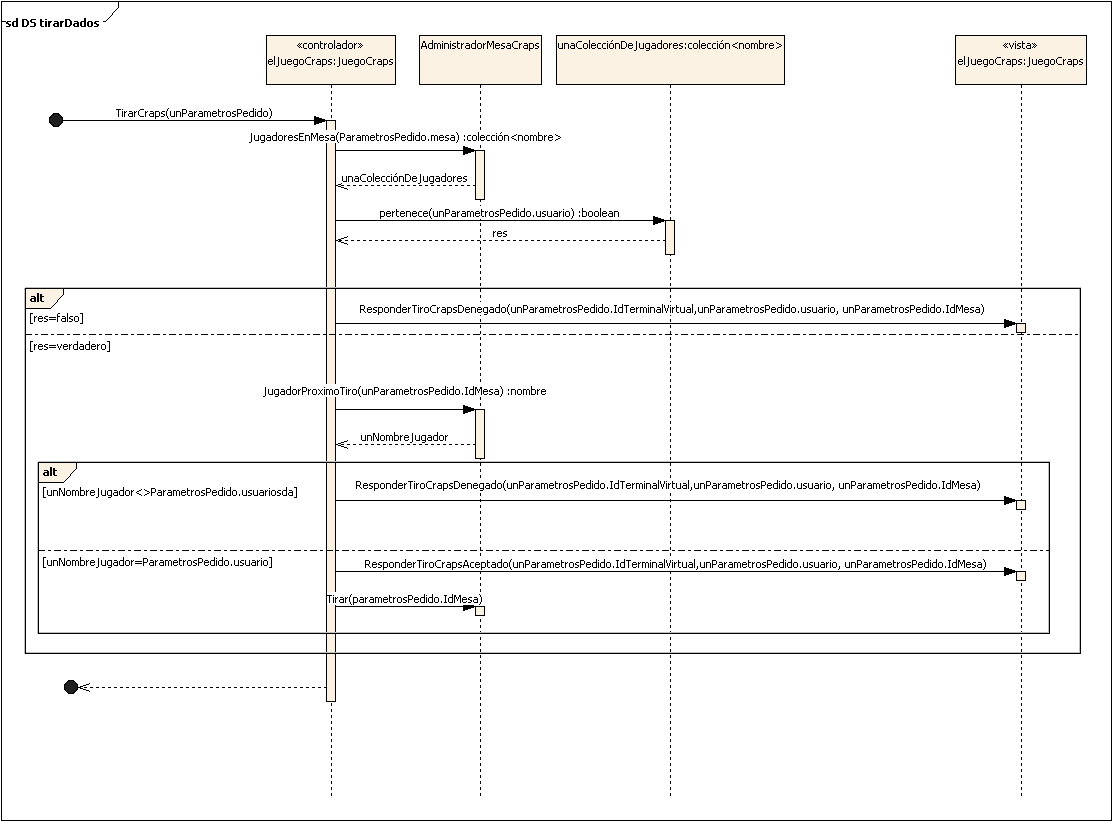 sd DS tirarDados
«controlador»
elJuegoCraps:JuegoCraps
AdministradorMesaCraps
unaColecciónDeJugadores:colección<nombre>
«vista»
elJuegoCraps:JuegoCraps
TirarCraps(unParametrosPedido)
JugadoresEnMesa(ParametrosPedido.mesa) :colección<nombre>
unaColecciónDeJugadores
pertenece(unParametrosPedido.usuario) :boolean
res
alt
[res=falso]
ResponderTiroCrapsDenegado(unParametrosPedido.IdTerminalVirtual,unParametrosPedido.usuario, unParametrosPedido.IdMesa)
[res=verdadero]
JugadorProximoTiro(unParametrosPedido.IdMesa) :nombre
unNombreJugador
alt
[unNombreJugador<>ParametrosPedido.usuariosda]
ResponderTiroCrapsDenegado(unParametrosPedido.IdTerminalVirtual,unParametrosPedido.usuario, unParametrosPedido.IdMesa)
[unNombreJugador=ParametrosPedido.usuario]
ResponderTiroCrapsAceptado(unParametrosPedido.IdTerminalVirtual,unParametrosPedido.usuario, unParametrosPedido.IdMesa)
Tirar(parametrosPedido.IdMesa)